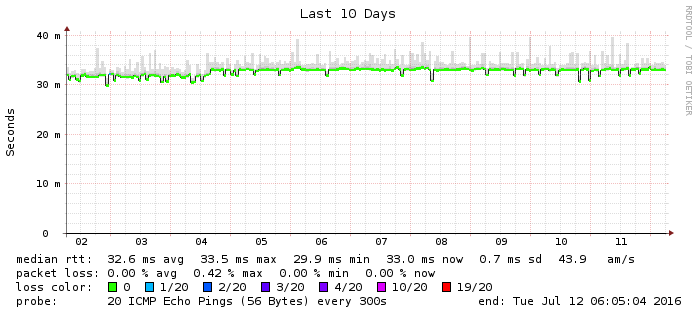 Last 10 Days
RRDTOOL / TOBI OETIKER
Seconds
40 m
30 m
20 m
10 m
0
02 03 04 05 06 07 08 09 10 11
median rtt: 32.6 ms avg 33.5 ms max 29.9 ms min 33.0 ms now 0.7 ms sd 43.9 am/s
packet loss: 0.00 % avg 0.42 % max 0.00 % min 0.00 % now
loss color: 0 1/20 2/20 3/20 4/20 10/20 19/20
probe: 20 ICMP Echo Pings (56 Bytes) every 300s end: Tue Jul 12 06:05:04 2016